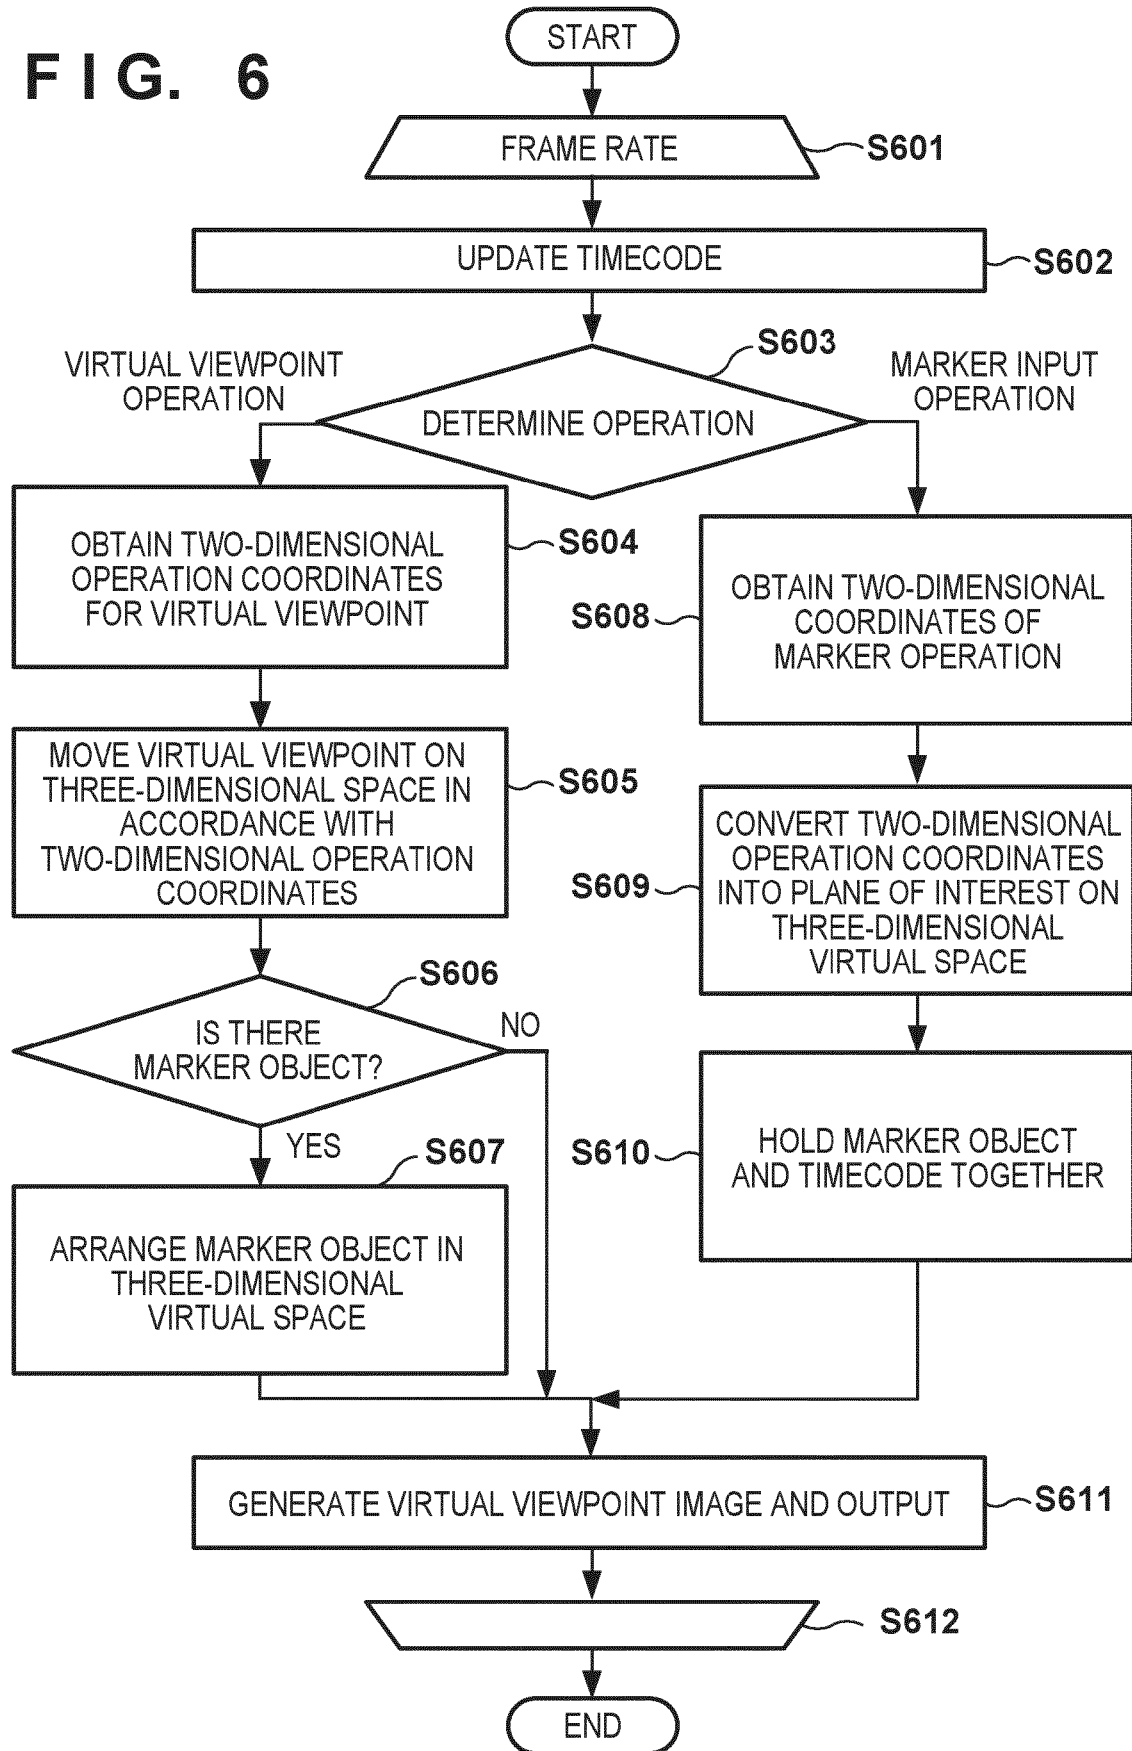 FIG. 6
START
FRAME RATE
S601
UPDATE TIMECODE
S602
S603
VIRTUAL VIEWPOINT
OPERATION
MARKER INPUT
OPERATION
DETERMINE OPERATION
OBTAIN TWO-DIMENSIONAL
OPERATION COORDINATES
FOR VIRTUAL VIEWPOINT
S604
MOVE VIRTUAL VIEWPOINT ON
THREE-DIMENSIONAL SPACE IN
ACCORDANCE WITH
TWO-DIMENSIONAL OPERATION
COORDINATES
S605
S606
IS THERE
MARKER OBJECT?
NO
YES
S607
ARRANGE MARKER OBJECT IN
THREE-DIMENSIONAL
VIRTUAL SPACE
S608
OBTAIN TWO-DIMENSIONAL
COORDINATES OF
MARKER OPERATION
S609
CONVERT TWO-DIMENSIONAL
OPERATION COORDINATES
INTO PLANE OF INTEREST ON
THREE-DIMENSIONAL
VIRTUAL SPACE
S610
HOLD MARKER OBJECT
AND TIMECODE TOGETHER
GENERATE VIRTUAL VIEWPOINT IMAGE AND OUTPUT
S611
S612
END